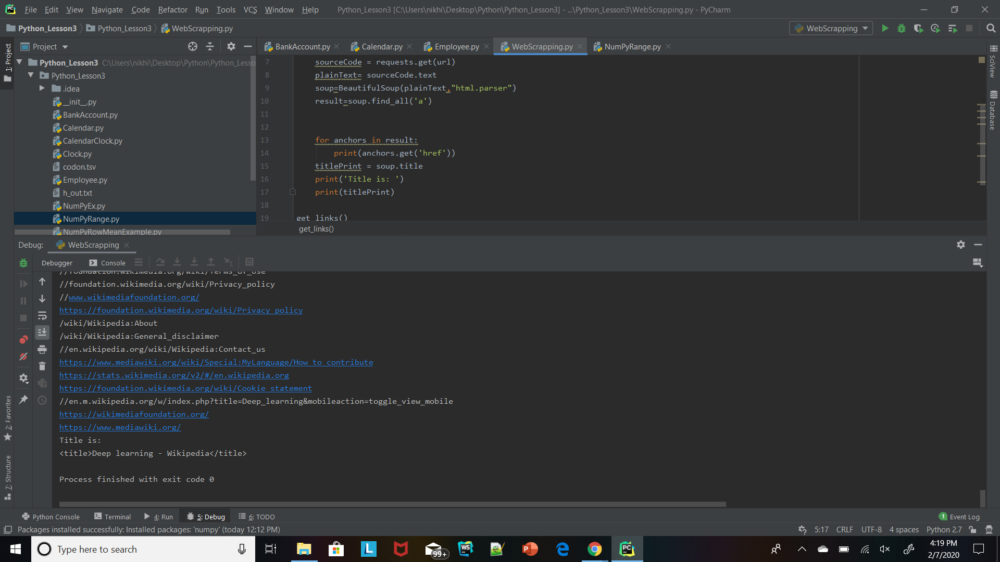 File Edit View Navigate Code Refactor Run Tools VCS Window Help Python_Lesson3 [C:\Users\nikhi\Desktop\Python\Python_Lesson3] - ...\Python_Lesson3\WebScrapping.py - PyCharm
Python_Lesson3 Python_Lesson3 WebScrapping.py WebScrapping
Project BankAccount.py Calendar.py Employee.py WebScrapping.py NumPyRange.py
1: Project
Python_Lesson3 C:\Users\nikhi\Desktop\Python\Python_Lesso
Python_Lesson3
.idea
__init__.py
BankAccount.py
Calendar.py
CalendarClock.py
Clock.py
codon.tsv
Employee.py
h_out.txt
NumPyEx.py
NumPyRange.py
NumPyRowMeanExample.py
7 sourceCode = requests.get(url)
8 plainText= sourceCode.text
9 soup=BeautifulSoup(plainText,"html.parser")
10 result=soup.find_all('a')
11
12
13 for anchors in result:
14 print(anchors.get('href'))
15 titlePrint = soup.title
16 print('Title is: ')
17 print(titlePrint)
18
19 get_links()
get_links()
SciView
Database
Debug: WebScrapping
Debugger Console
//foundation.wikimedia.org/wiki/Terms_of_Use
//foundation.wikimedia.org/wiki/Privacy_policy
//www.wikimediafoundation.org/
https://foundation.wikimedia.org/wiki/Privacy_policy
/wiki/Wikipedia:About
/wiki/Wikipedia:General_disclaimer
//en.wikipedia.org/wiki/Wikipedia:Contact_us
https://www.mediawiki.org/wiki/Special:MyLanguage/How_to_contribute
https://stats.wikimedia.org/v2/#/en.wikipedia.org
https://foundation.wikimedia.org/wiki/Cookie_statement
//en.m.wikipedia.org/w/index.php?title=Deep_learning&mobileaction=toggle_view_mobile
https://wikimediafoundation.org/
https://www.mediawiki.org/
Title is:
<title>Deep learning - Wikipedia</title>
Process finished with exit code 0
2: Favorites
7: Structure
Python Console Terminal 4: Run 5: Debug 6: TODO 1 Event Log
Packages installed successfully: Installed packages: 'numpy' (today 12:12 PM) 5:17 CRLF UTF-8 4 spaces Python 2.7
Type here to search 99+ 4:19 PM
2/7/2020